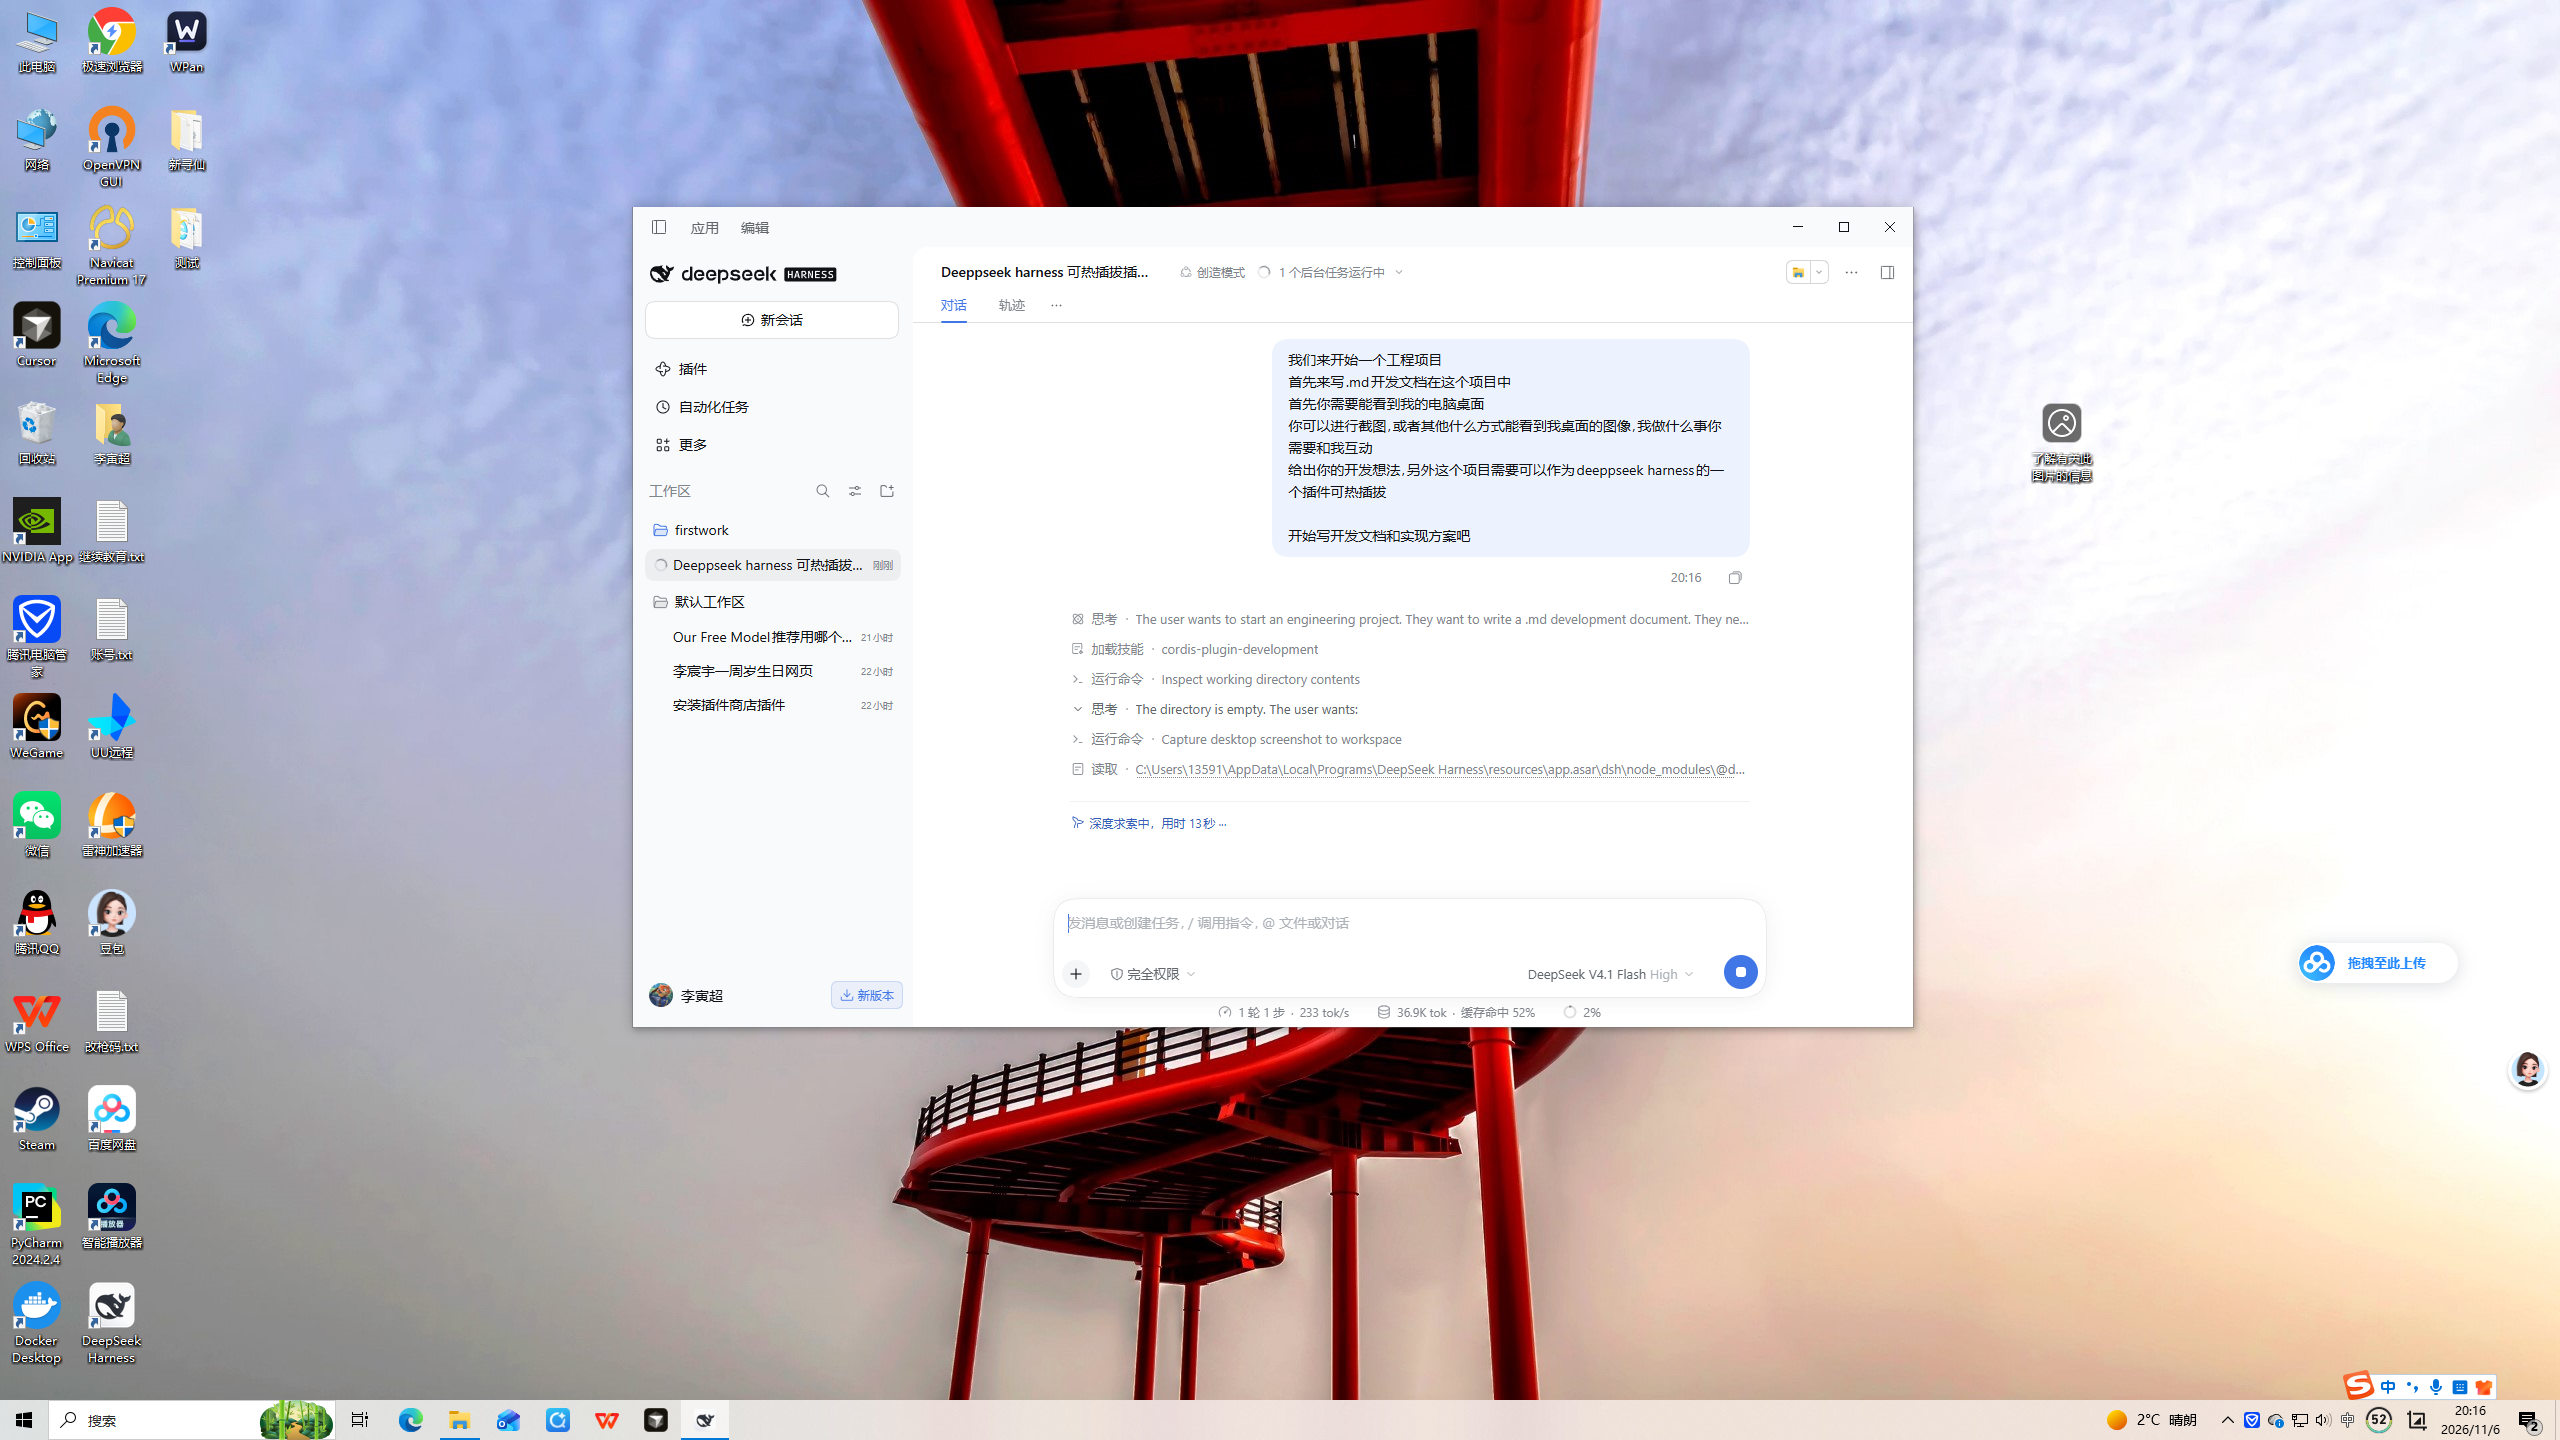 此电脑
极速浏览器
WPan
网络
OpenVPN
GUI
新寻仙
控制面板
Navicat
Premium 17
测试
Cursor
Microsoft
Edge
回收站
李寅超
NVIDIA App
继续教育.txt
腾讯电脑管
家
账号.txt
WeGame
UU远程
微信
雷神加速器
腾讯QQ
豆包
WPS Office
改枪码.txt
Steam
百度网盘
PC
PyCharm
2024.2.4
播放器
智能播放器
Docker
Desktop
DeepSeek
Harness
应用
编辑
deepseek HARNESS
新会话
插件
自动化任务
更多
工作区
firstwork
Deeppseek harness 可热插拔... 刚刚
默认工作区
Our Free Model推荐用哪个... 21小时
李宸宇一周岁生日网页 22小时
安装插件商店插件 22小时
李寅超
新版本
Deeppseek harness 可热插拔插...
创造模式
1 个后台任务运行中
对话
轨迹
我们来开始一个工程项目
首先来写.md开发文档在这个项目中
首先你需要能看到我的电脑桌面
你可以进行截图,或者其他什么方式能看到我桌面的图像,我做什么事你
需要和我互动
给出你的开发想法,另外这个项目需要可以作为deeppseek harness的一
个插件可热插拔
开始写开发文档和实现方案吧
20:16
思考 · The user wants to start an engineering project. They want to write a .md development document. They ne...
加载技能 · cordis-plugin-development
运行命令 · Inspect working directory contents
思考 · The directory is empty. The user wants:
运行命令 · Capture desktop screenshot to workspace
读取 · C:\Users\13591\AppData\Local\Programs\DeepSeek Harness\resources\app.asar\dsh\node_modules\@d...
深度求索中，用时 13秒 ...
发消息或创建任务, / 调用指令, @ 文件或对话
完全权限
DeepSeek V4.1 Flash High
1 轮 1 步 · 233 tok/s
36.9K tok · 缓存命中 52%
2%
了解有关此
图片的信息
拖拽至此上传
中
搜索
2°C 晴朗
中
52
20:16
2026/11/6
2